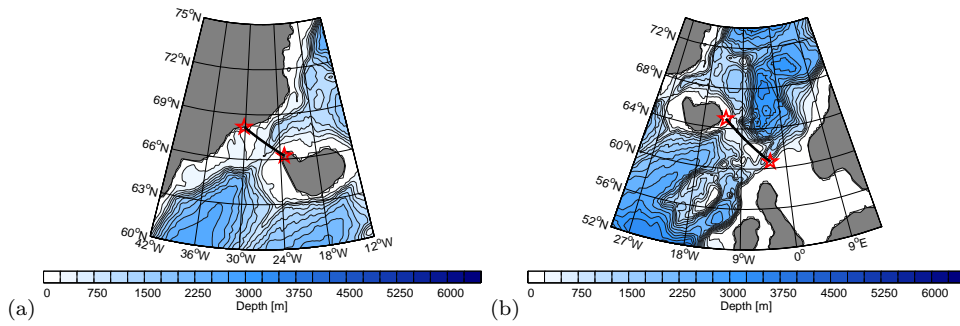 75°N
72°N
69°N
66°N
63°N
60°N
42°W
36°W
30°W
24°W
18°W
12°W
0 750 1500 2250 3000 3750 4500 5250 6000
Depth [m]
(a)
72°N
68°N
64°N
60°N
56°N
52°N
27°W
18°W
9°W
0°
9°E
0 750 1500 2250 3000 3750 4500 5250 6000
Depth [m]
(b)